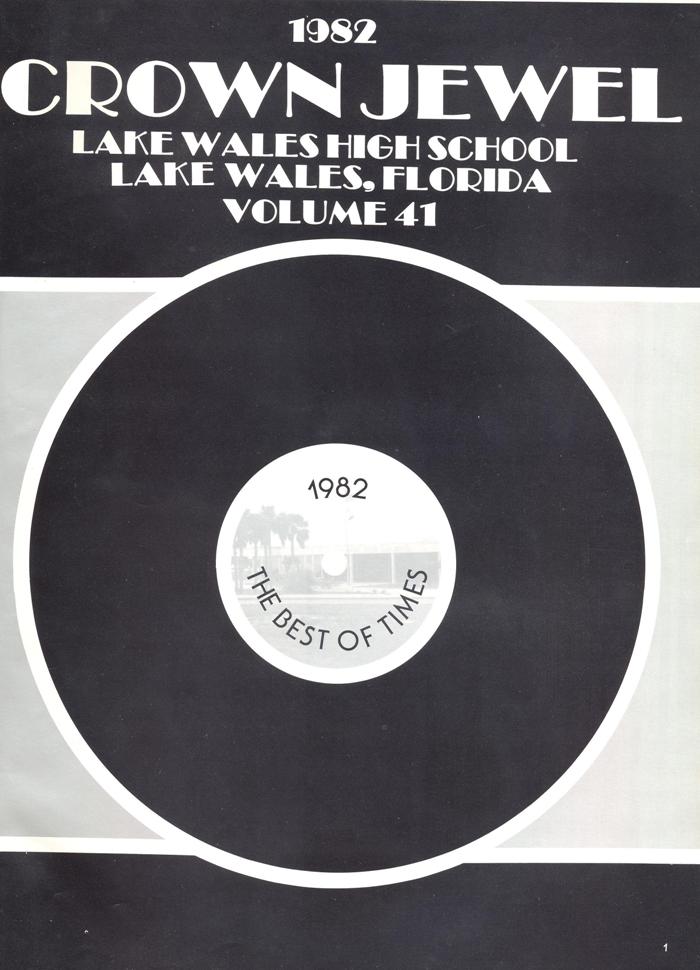 1982
CROWN JEWEL
LAKE WALES HIGH SCHOOL
LAKE WALES, FLORIDA
VOLUME 41
1982
THE BEST OF TIMES
1